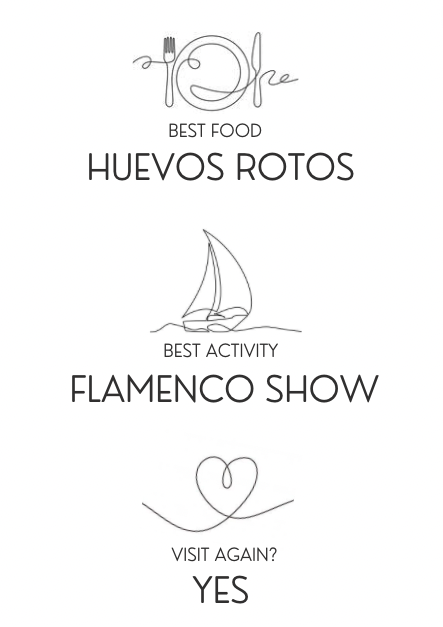 BEST FOOD
HUEVOS ROTOS
BEST ACTIVITY
FLAMENCO SHOW
VISIT AGAIN?
YES